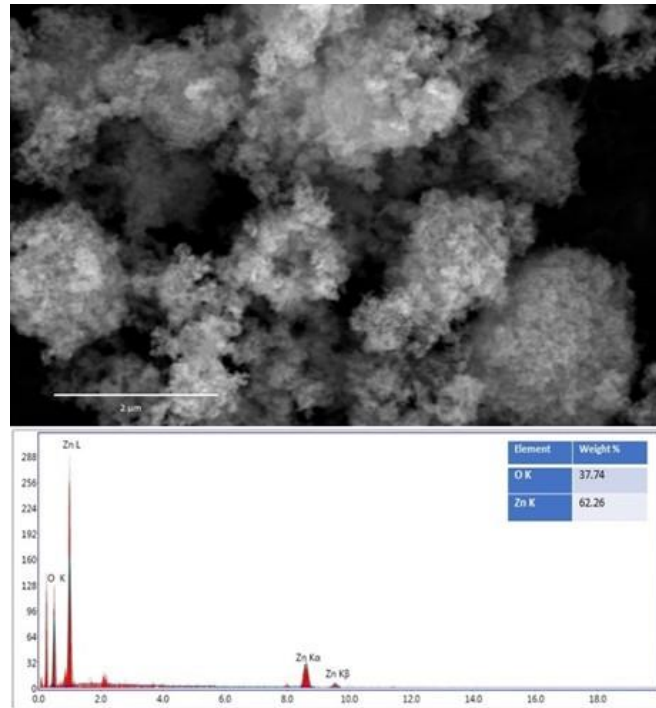 2 µm
Zn L
Element Weight %
O K 37.74
Zn K 62.26
288
256
224
192
160
128
96
64
32
0
O K
Zn Kα
Zn Kβ
0.0 2.0 4.0 6.0 8.0 10.0 12.0 14.0 16.0 18.0